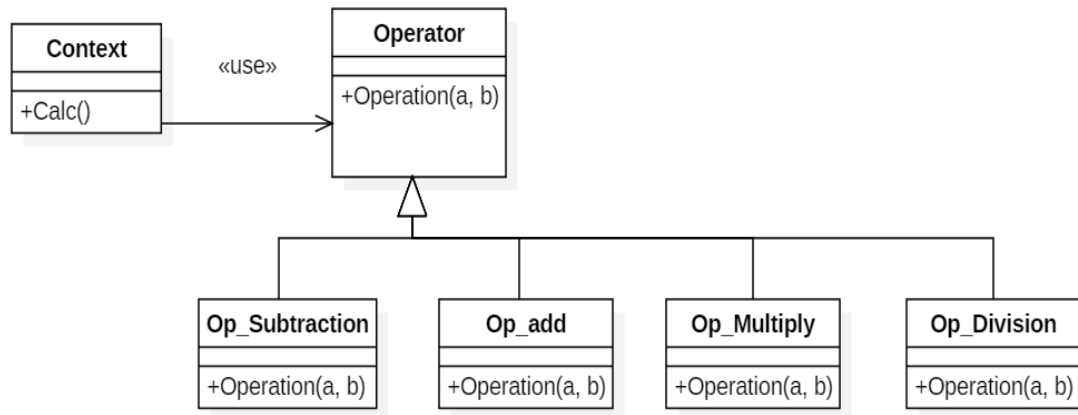 Context
+Calc()
«use»
Operator
+Operation(a, b)
Op_Subtraction
+Operation(a, b)
Op_add
+Operation(a, b)
Op_Multiply
+Operation(a, b)
Op_Division
+Operation(a, b)